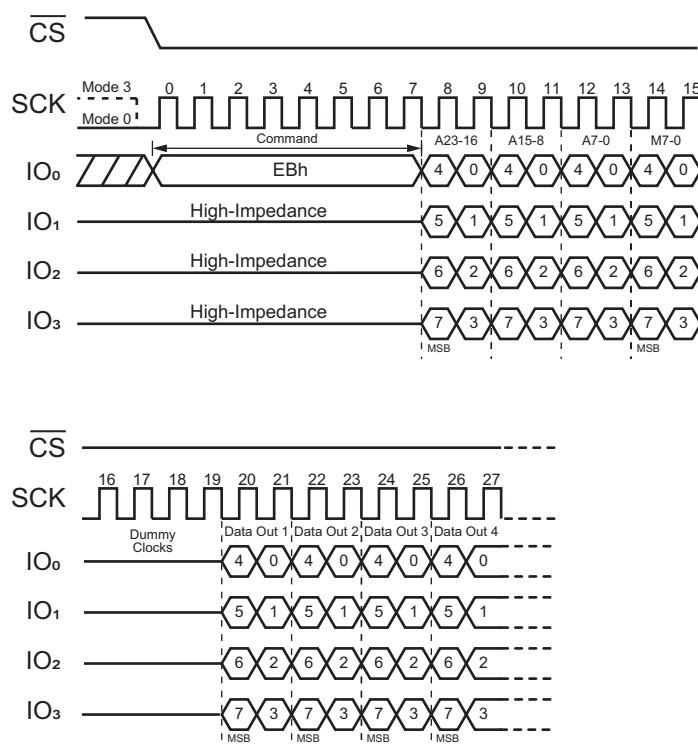 CS
Mode 3
0 1 2 3 4 5 6 7 8 9 10 11 12 13 14 15
SCK
Mode 0
Command
A23-16 A15-8 A7-0 M7-0
IO₀ EBh 4 0 4 0 4 0 4 0
IO₁ High-Impedance 5 1 5 1 5 1 5 1
IO₂ High-Impedance 6 2 6 2 6 2 6 2
IO₃ High-Impedance 7 3 7 3 7 3 7 3
MSB MSB
CS
16 17 18 19 20 21 22 23 24 25 26 27
SCK
Dummy Clocks
Data Out 1 Data Out 2 Data Out 3 Data Out 4
IO₀ 4 0 4 0 4 0 4 0
IO₁ 5 1 5 1 5 1 5 1
IO₂ 6 2 6 2 6 2 6 2
IO₃ 7 3 7 3 7 3 7 3
MSB MSB MSB MSB